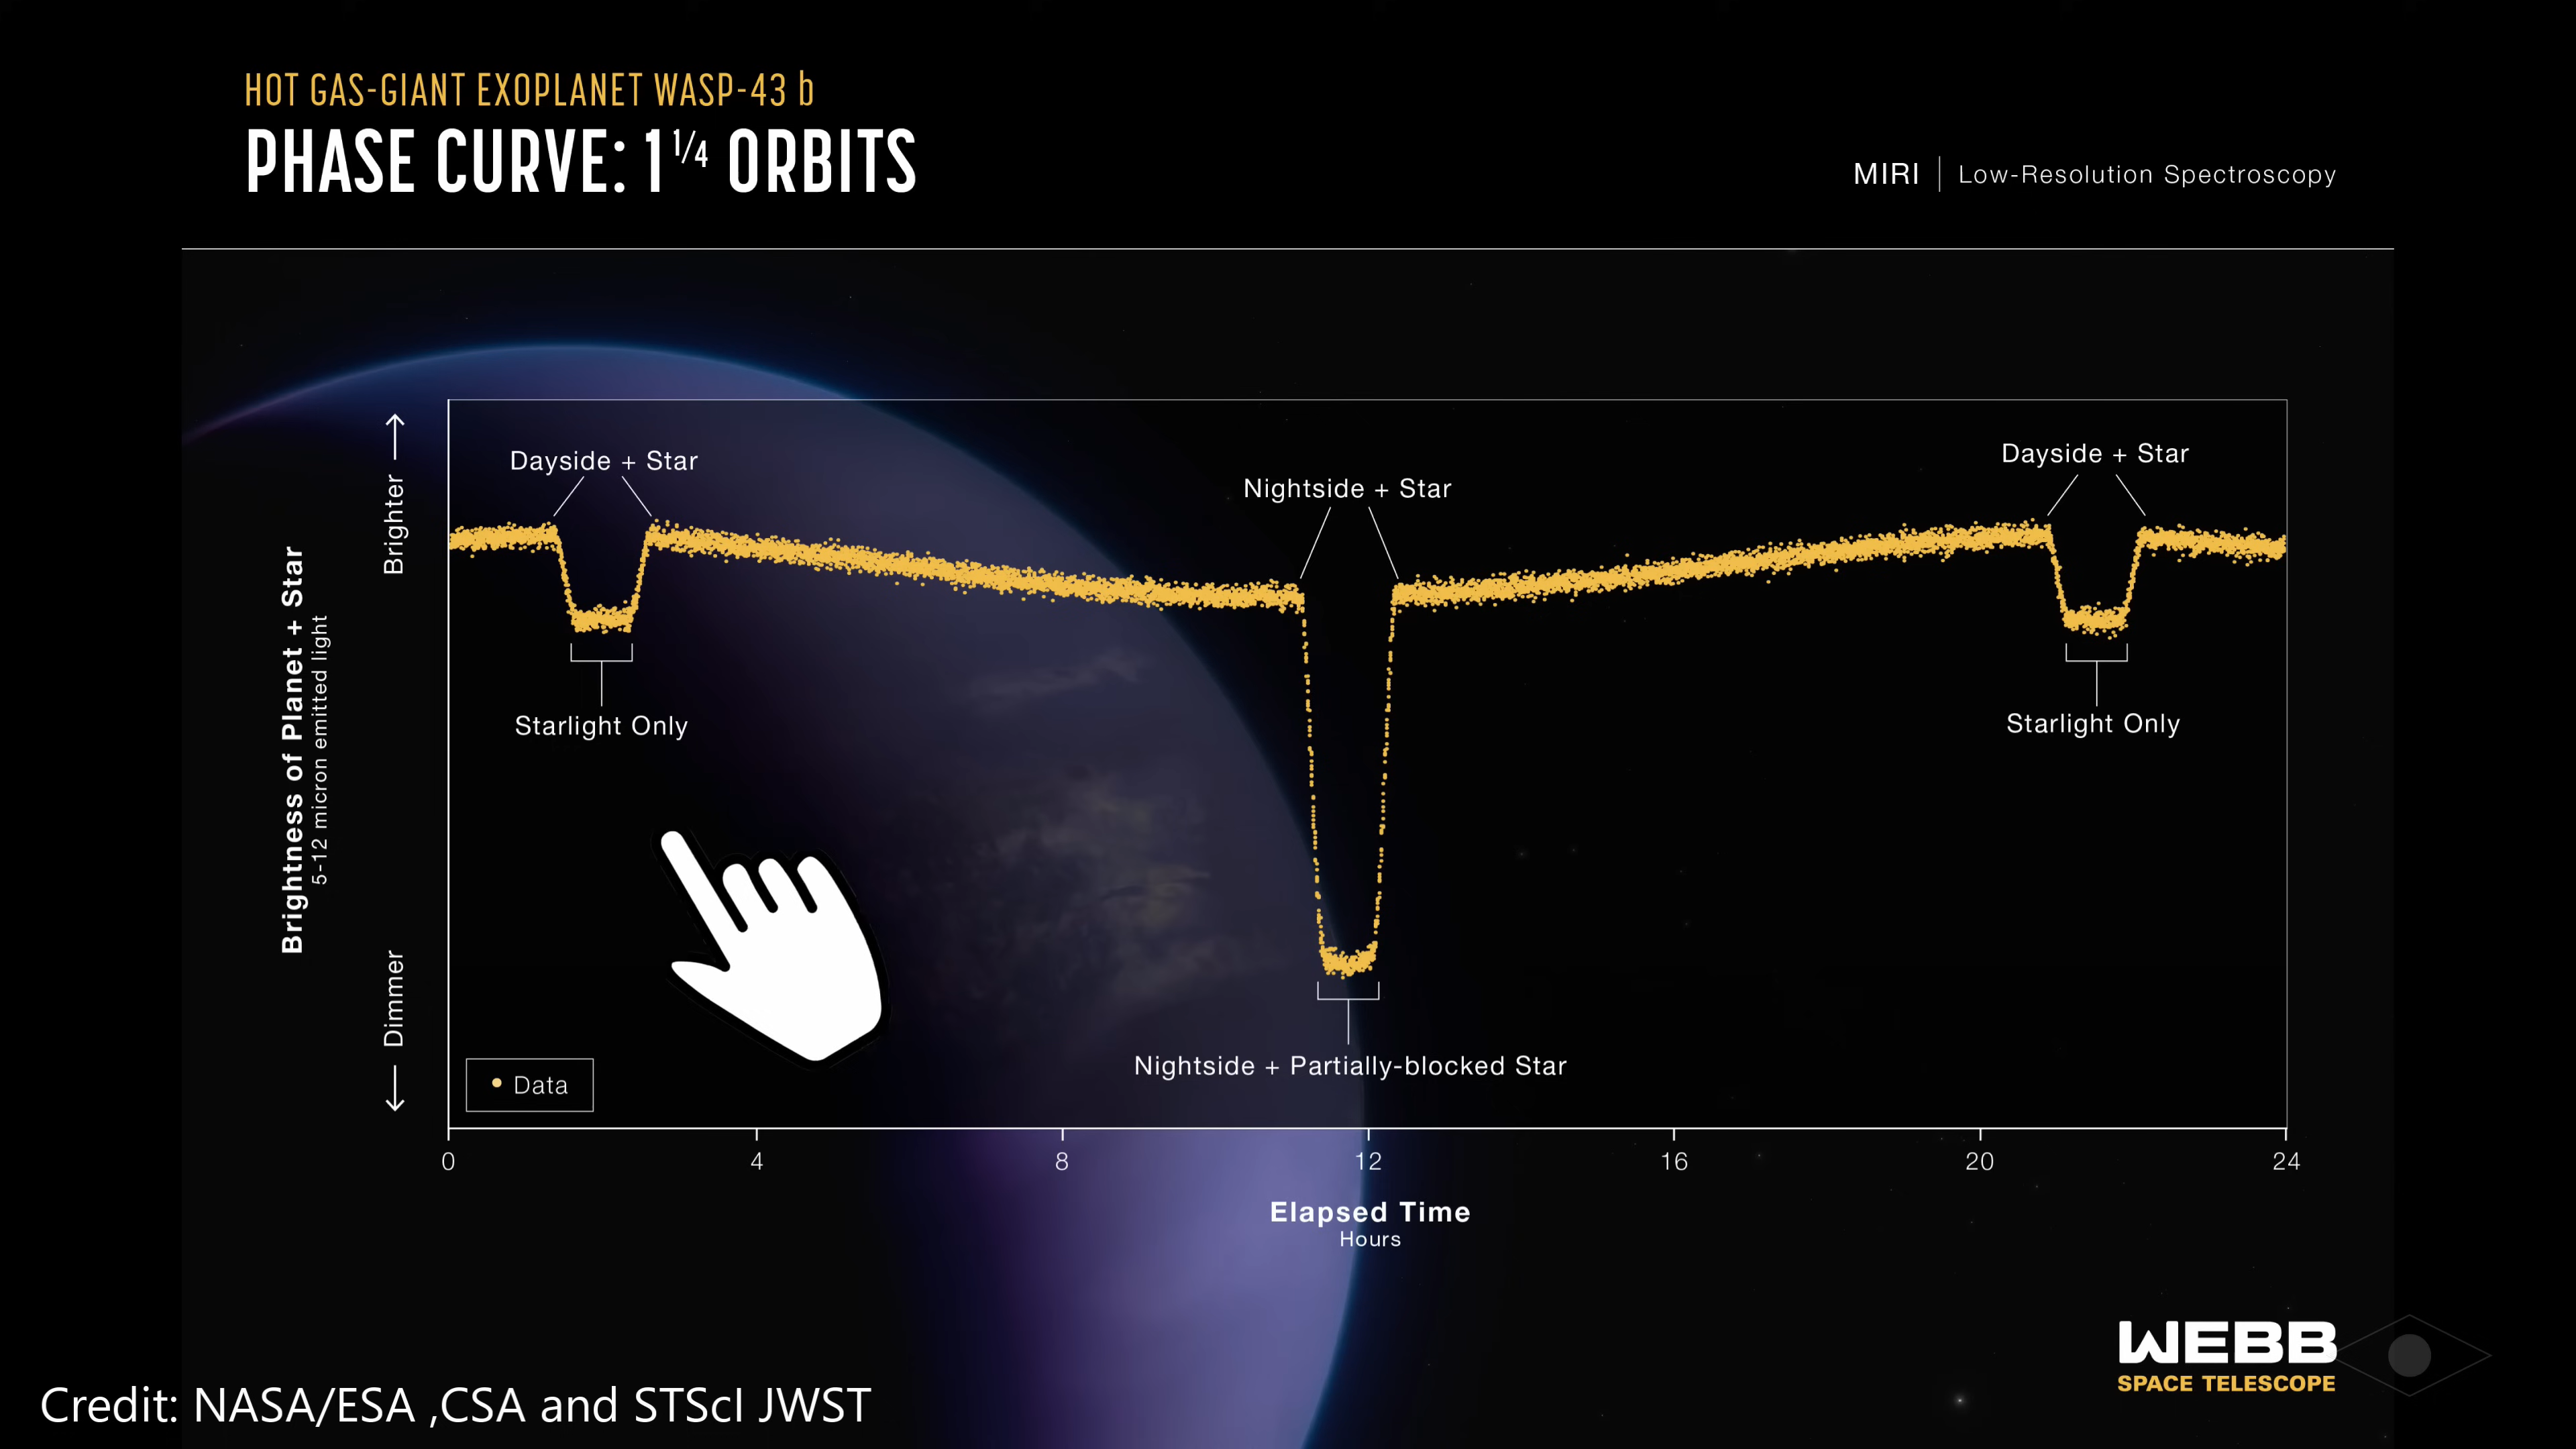 HOT GAS-GIANT EXOPLANET WASP-43 b
PHASE CURVE: 1 1/4 ORBITS
MIRI | Low-Resolution Spectroscopy
Brightness of Planet + Star
5-12 micron emitted light
Brighter
Dimmer
Dayside + Star
Starlight Only
Nightside + Star
Nightside + Partially-blocked Star
Dayside + Star
Starlight Only
Data
0 4 8 12 16 20 24
Elapsed Time
Hours
WEBB
SPACE TELESCOPE
Credit: NASA/ESA ,CSA and STScI JWST